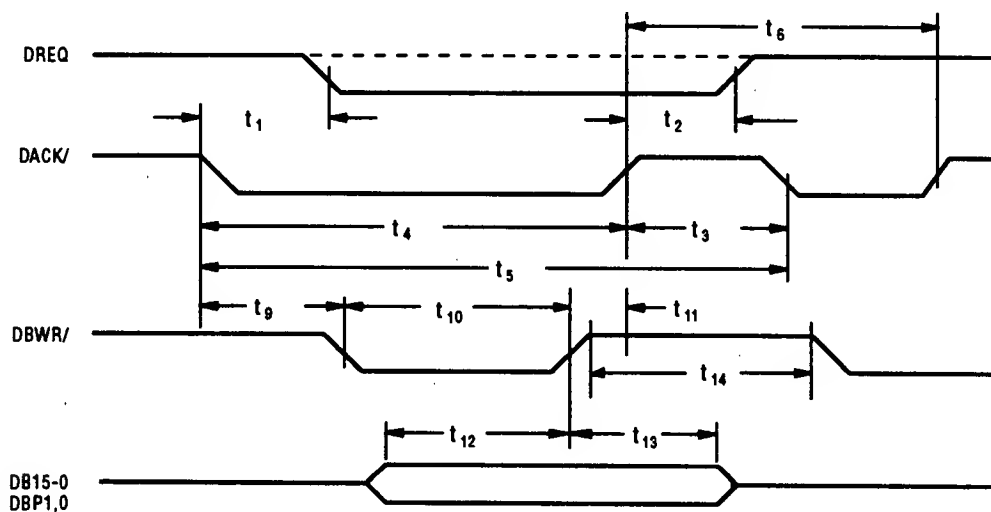 t6
DREQ
t1
t2
DACK/
t4
t3
t5
t9
t10
t11
DBWR/
t14
t12
t13
DB15-0
DBP1,0